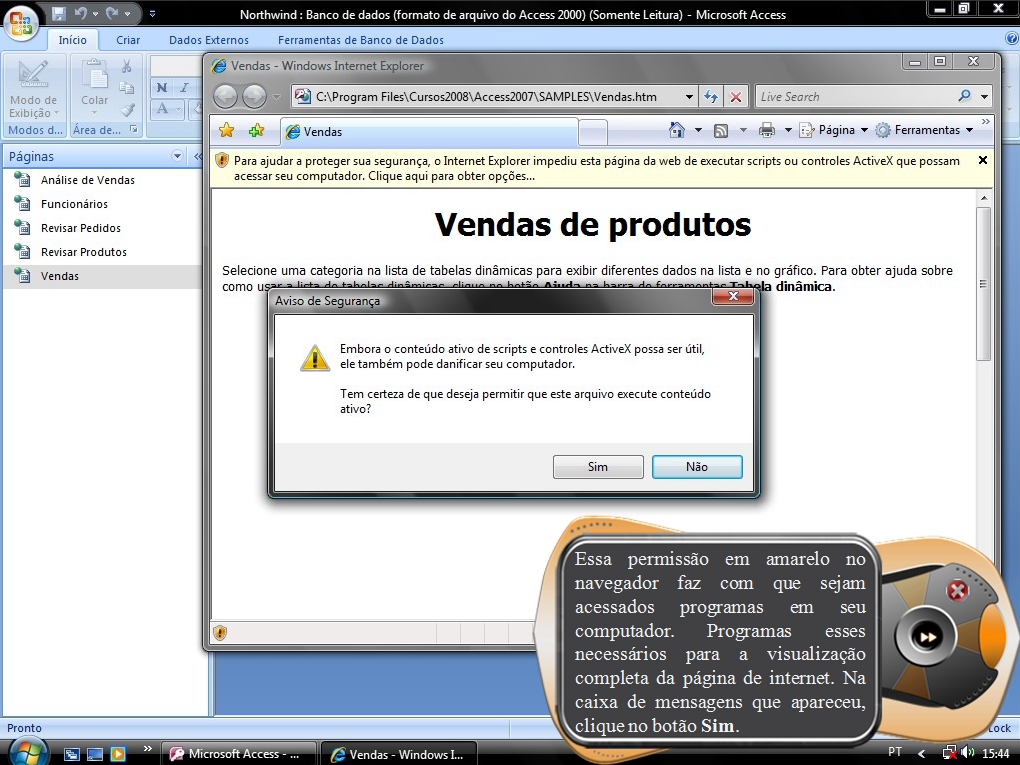 Northwind : Banco de dados (formato de arquivo do Access 2000) (Somente Leitura) - Microsoft Access
Início
Criar
Dados Externos
Ferramentas de Banco de Dados
Modo de
Exibição
Modos d...
Colar
Área de...
N
I
A
Páginas
Análise de Vendas
Funcionários
Revisar Pedidos
Revisar Produtos
Vendas
Vendas - Windows Internet Explorer
C:\Program Files\Cursos2008\Access2007\SAMPLES\Vendas.htm
Live Search
Vendas
Página
Ferramentas
Para ajudar a proteger sua segurança, o Internet Explorer impediu esta página da web de executar scripts ou controles ActiveX que possam
acessar seu computador. Clique aqui para obter opções...
Vendas de produtos
Selecione uma categoria na lista de tabelas dinâmicas para exibir diferentes dados na lista e no gráfico. Para obter ajuda sobre
como usar a lista de tabelas dinâmicas, clique no botão Ajuda na barra de ferramentas Tabela dinâmica.
Aviso de Segurança
Embora o conteúdo ativo de scripts e controles ActiveX possa ser útil,
ele também pode danificar seu computador.
Tem certeza de que deseja permitir que este arquivo execute conteúdo
ativo?
Sim
Não
Essa permissão em amarelo no
navegador faz com que sejam
acessados programas em seu
computador. Programas esses
necessários para a visualização
completa da página de internet. Na
caixa de mensagens que apareceu,
clique no botão Sim.
Pronto
Lock
Microsoft Access - ...
Vendas - Windows I...
PT
15:44